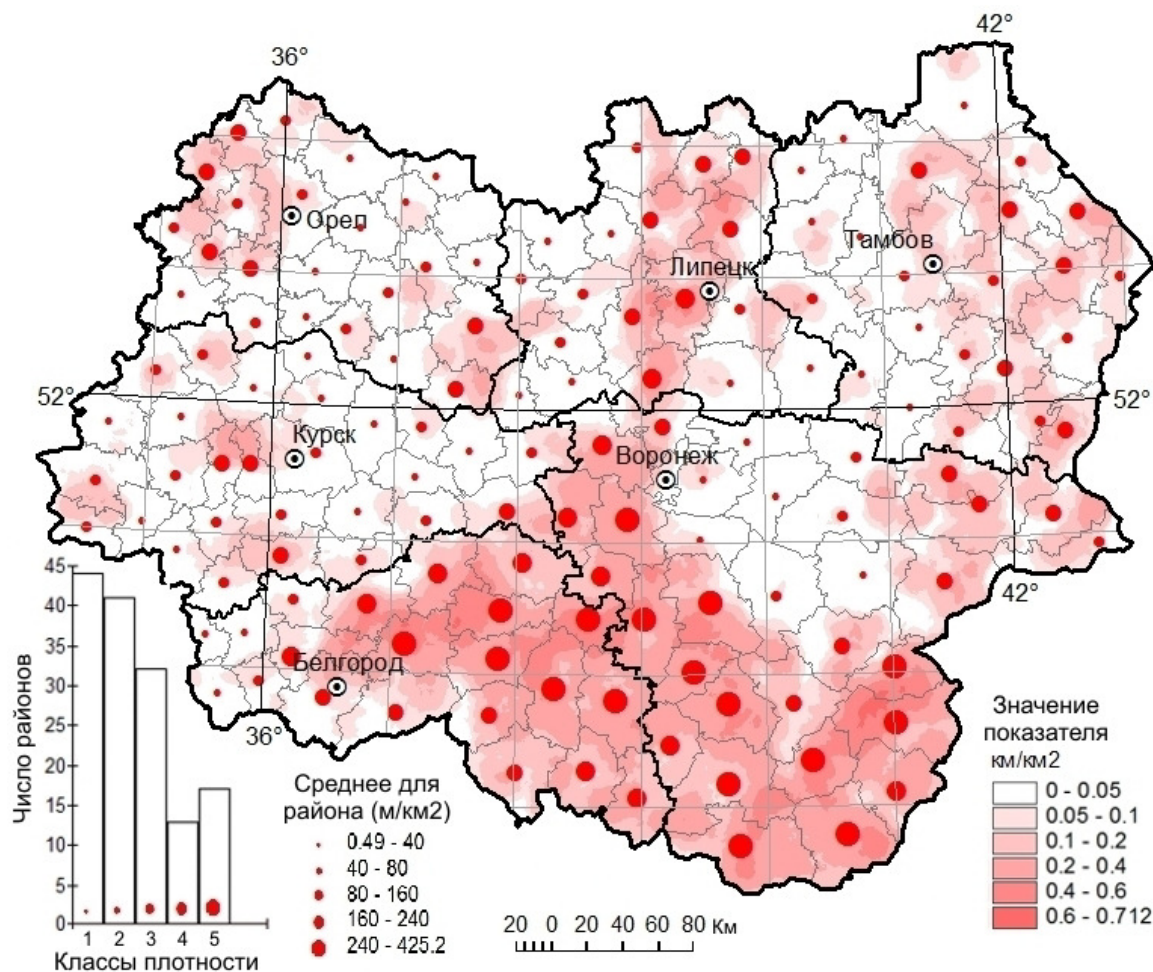 42°
36°
Орел
Тамбов
Липецк
52°
52°
Курск
Воронеж
42°
Белгород
36°
45
40
35
30
25
20
15
10
5
0
Число районов
1 2 3 4 5
Классы плотности
Среднее для
района (м/км2)
0.49 - 40
40 - 80
80 - 160
160 - 240
240 - 425.2
20 0 20 40 60 80 Км
Значение
показателя
км/км2
0 - 0.05
0.05 - 0.1
0.1 - 0.2
0.2 - 0.4
0.4 - 0.6
0.6 - 0.712